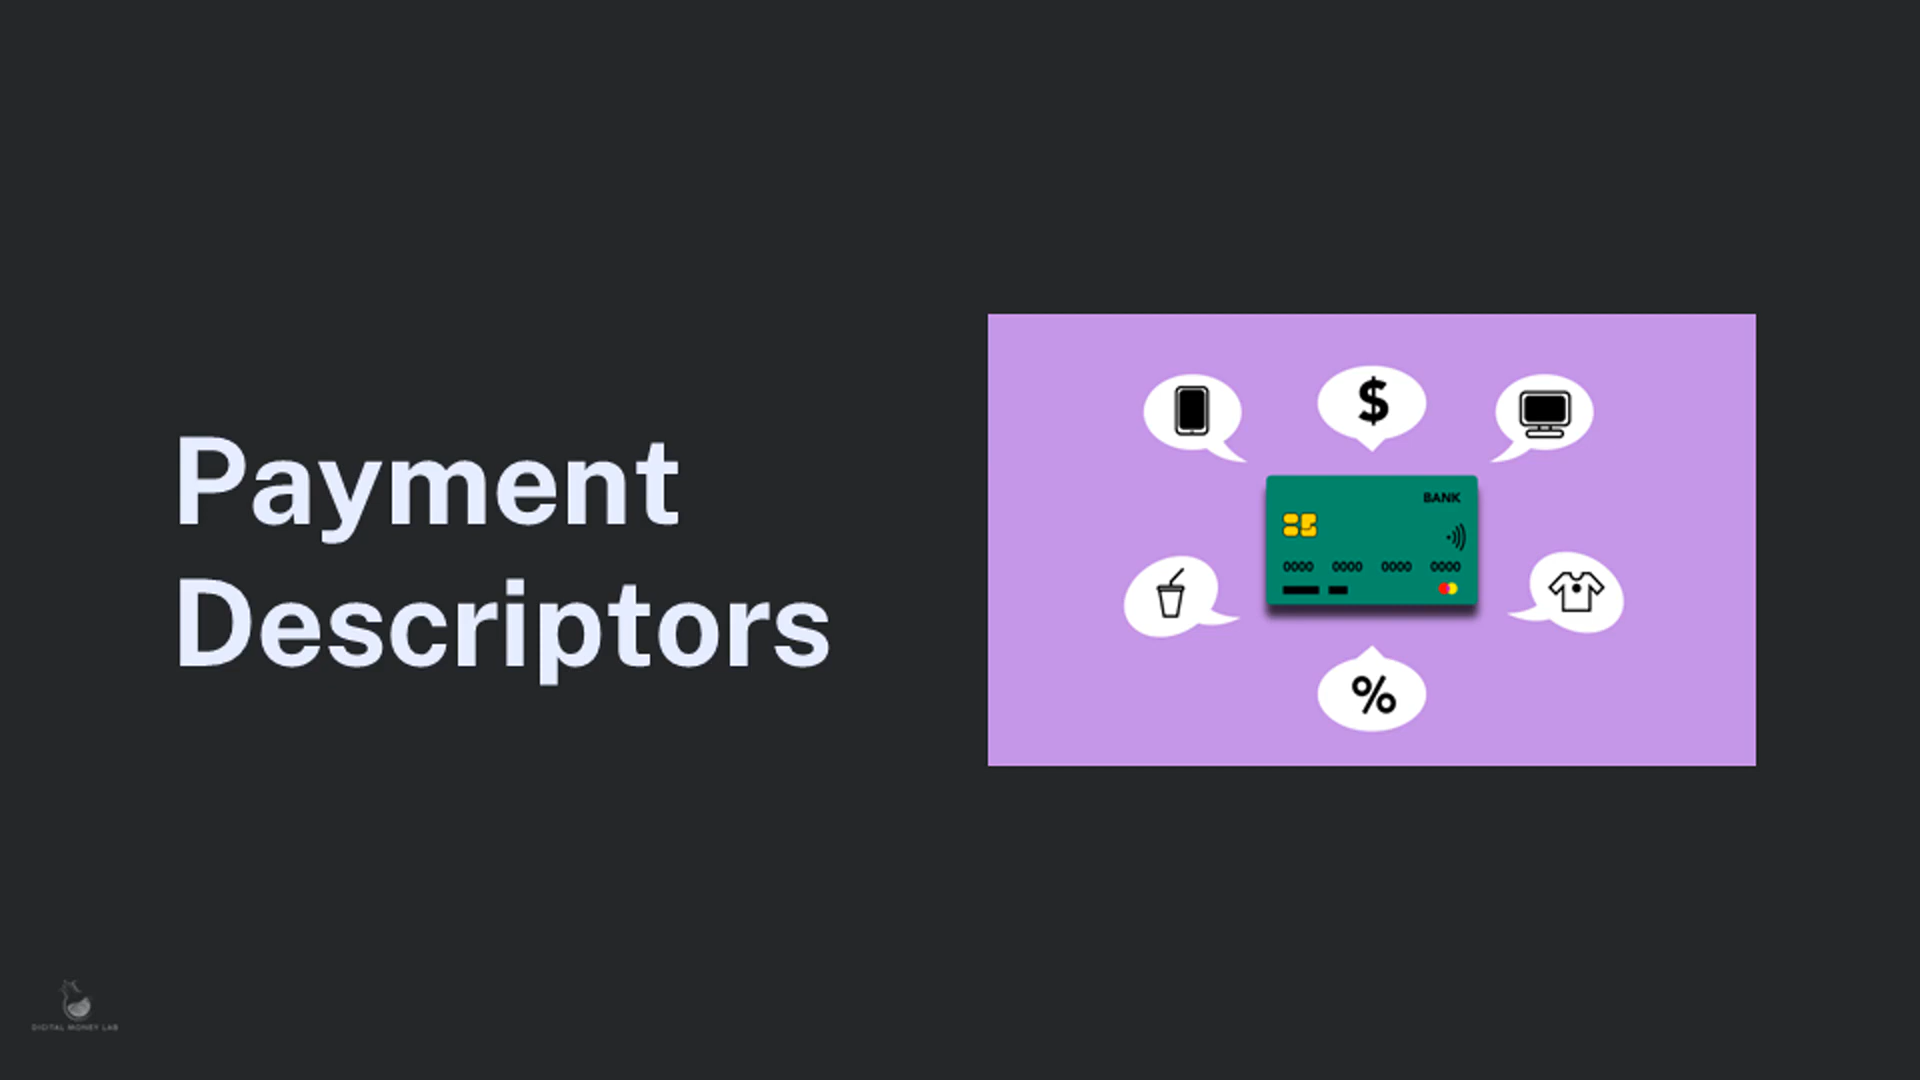 Payment
Descriptors
$
BANK
0000 0000 0000 0000
%
DIGITAL MONEY LAB